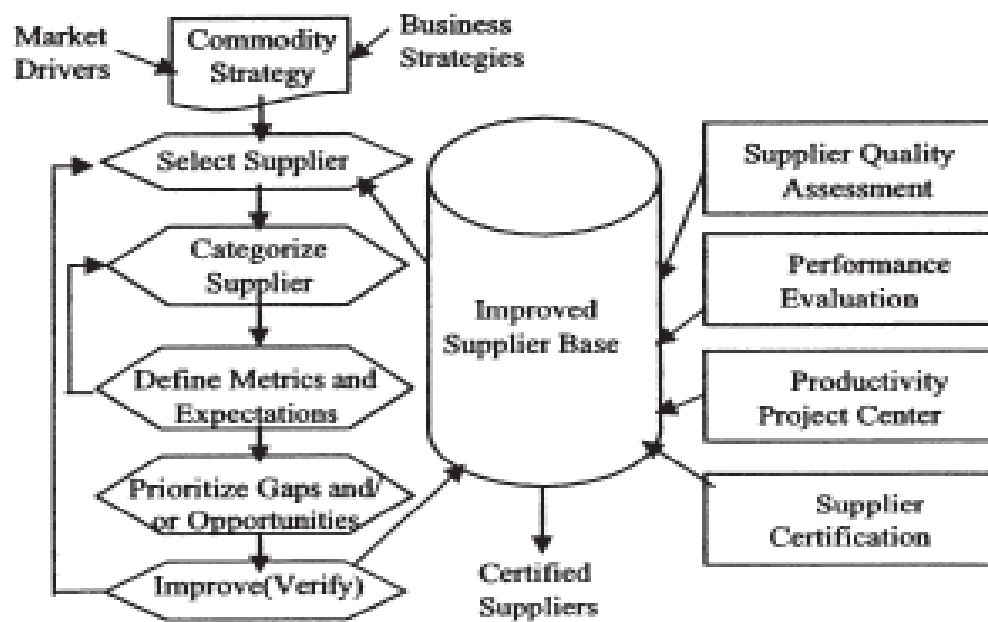 Market
Drivers
Commodity
Strategy
Business
Strategies
Select Supplier
Categorize
Supplier
Define Metrics and
Expectations
Prioritize Gaps and/
or Opportunities
Improve(Verify)
Improved
Supplier Base
Certified
Suppliers
Supplier Quality
Assessment
Performance
Evaluation
Productivity
Project Center
Supplier
Certification